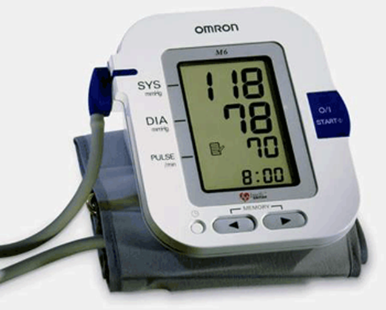 OMRON
M6
SYS
mmHg
118
DIA
mmHg
78
PULSE
/min
70
8:00
O/I
START
MEMORY